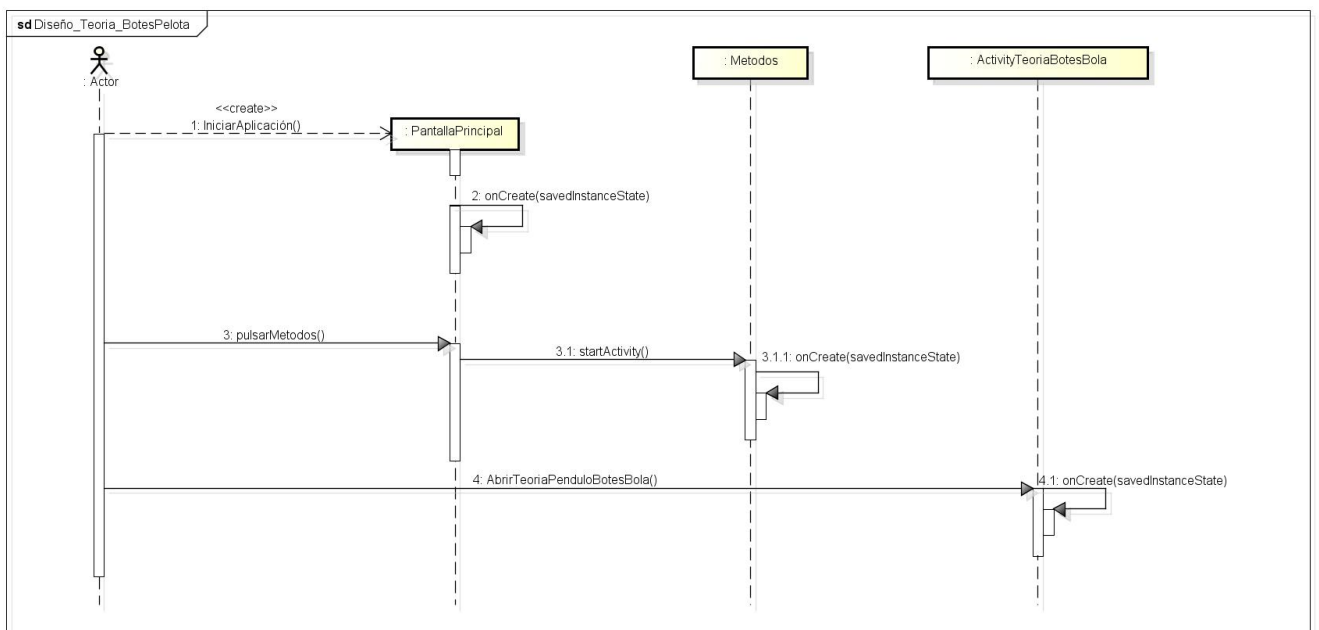 sd Diseño_Teoria_BotesPelota
: Actor
: Metodos
: ActivityTeoriaBotesBola
<<create>>
1: IniciarAplicación()
: PantallaPrincipal
2: onCreate(savedInstanceState)
3: pulsarMetodos()
3.1: startActivity()
3.1.1: onCreate(savedInstanceState)
4: AbrirTeoriaPenduloBotesBola()
4.1: onCreate(savedInstanceState)